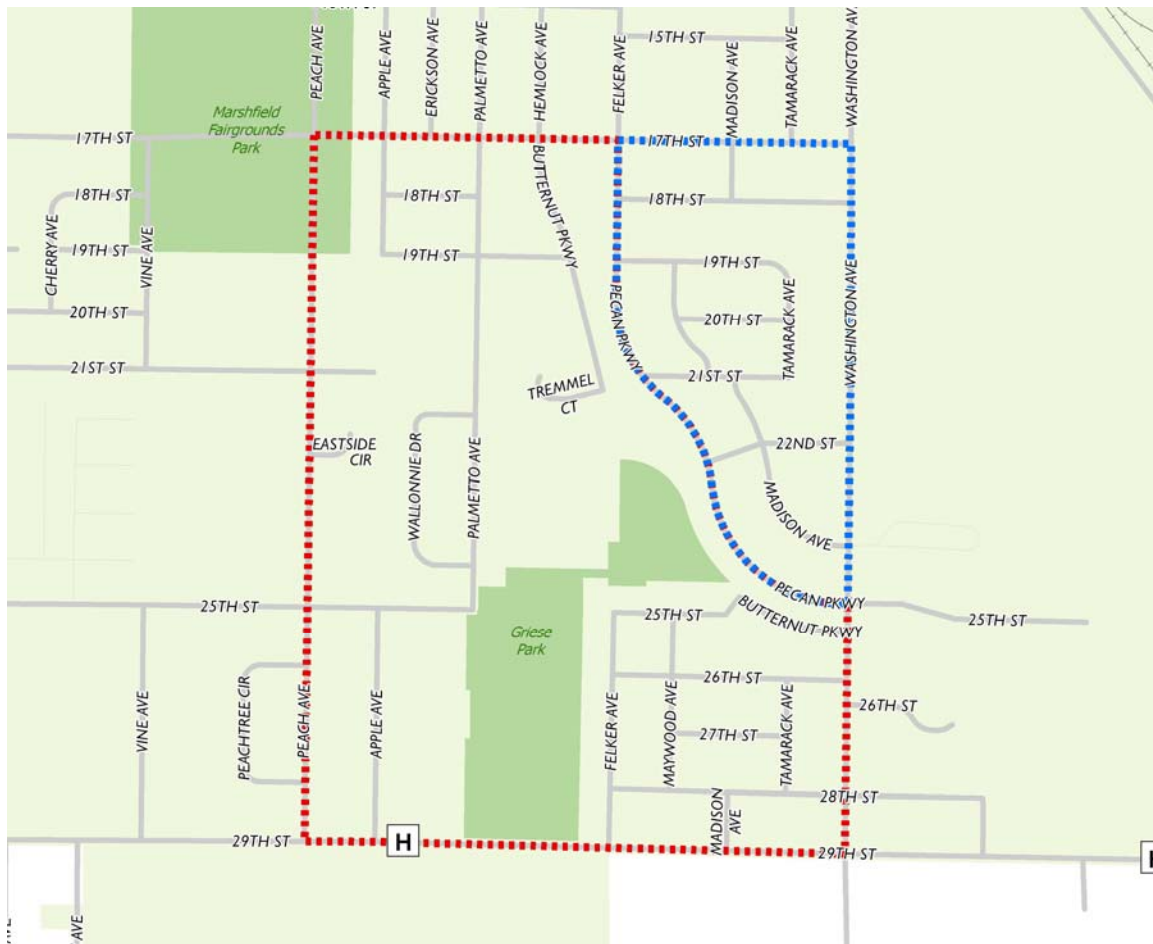 PEACH AVE
APPLE AVE
ERICKSON AVE
PALMETTO AVE
HEMLOCK AVE
FELKER AVE
15TH ST
MADISON AVE
TAMARACK AVE
WASHINGTON AVE
Marshfield
Fairgrounds
Park
17TH ST
17TH ST
BUTTERNUT PKWY
18TH ST
18TH ST
18TH ST
CHERRY AVE
19TH ST
VINE AVE
19TH ST
19TH ST
20TH ST
PECAN PKWY
20TH ST
TAMARACK AVE
WASHINGTON AVE
21ST ST
21ST ST
TREMMEL
CT
EASTSIDE
CIR
WALLONNIE DR
PALMETTO AVE
22ND ST
MADISON AVE
25TH ST
PECAN PKWY
BUTTERNUT PKWY
25TH ST
25TH ST
Griese
Park
26TH ST
26TH ST
VINE AVE
PEACHTREE CIR
PEACH AVE
APPLE AVE
FELKER AVE
MAYWOOD AVE
27TH ST
TAMARACK AVE
28TH ST
MADISON
AVE
29TH ST
H
29TH ST
AVE